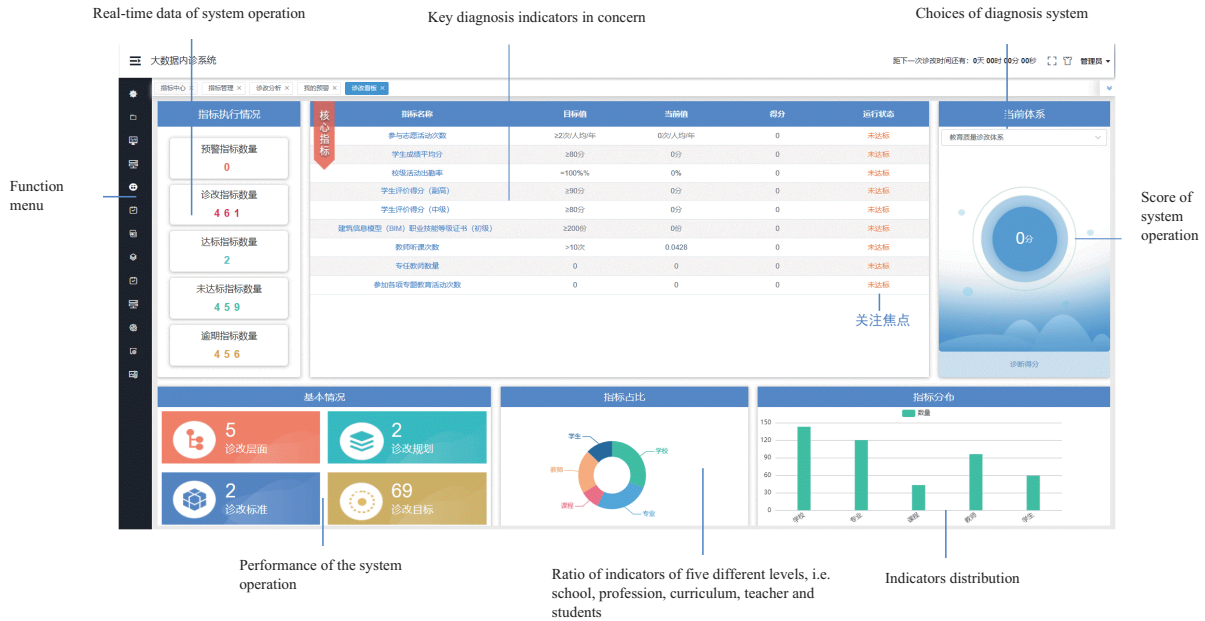 Real-time data of system operation
Key diagnosis indicators in concern
Choices of diagnosis system
大数据内诊系统
距下一次诊改时间还有: 0天 00时 00分 00秒
管理员
指标中心 ×
指标管理 ×
诊改分析 ×
我的预警 ×
诊改面板 ×
Function
menu
指标执行情况
预警指标数量
0
诊改指标数量
461
达标指标数量
2
未达标指标数量
459
逾期指标数量
456
核心指标
指标名称 目标值 当前值 得分 运行状态
参与志愿活动次数 ≥2次/人均/年 0次/人均/年 0 未达标
学生成绩平均分 ≥80分 0分 0 未达标
校级活动出勤率 =100%% 0% 0 未达标
学生评价得分（副高） ≥90分 0分 0 未达标
学生评价得分（中级） ≥80分 0分 0 未达标
建筑信息模型（BIM）职业技能等级证书（初级） ≥200份 0份 0 未达标
教师听课次数 >10次 0.0428 0 未达标
专任教师数量 0 0 0 未达标
参加各项专题教育活动次数 0 0 0 未达标
关注焦点
当前体系
教育质量诊改体系
0分
诊断得分
Score of
system
operation
基本情况
5
诊改层面
2
诊改规划
2
诊改标准
69
诊改目标
指标占比
学生
学校
教师
课程
专业
指标分布
数量
150
120
90
60
30
0
学校
专业
课程
教师
学生
Performance of the system
operation
Ratio of indicators of five different levels, i.e.
school, profession, curriculum, teacher and
students
Indicators distribution